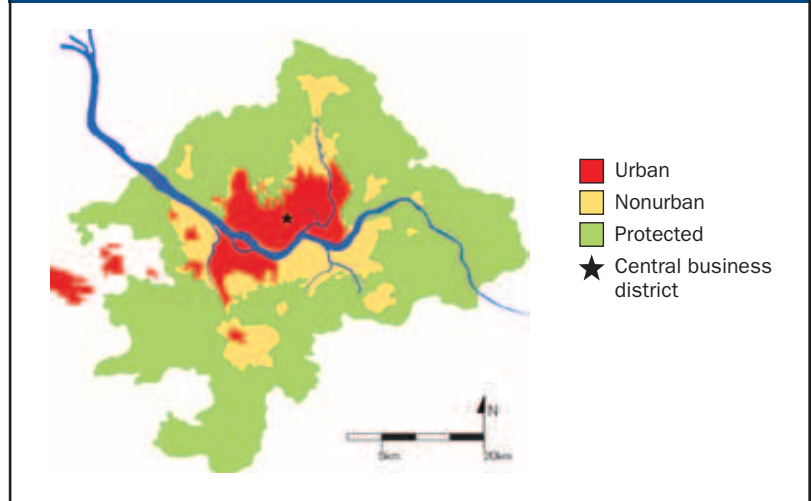 Urban
Nonurban
Protected
Central business
district
N
5km
20km